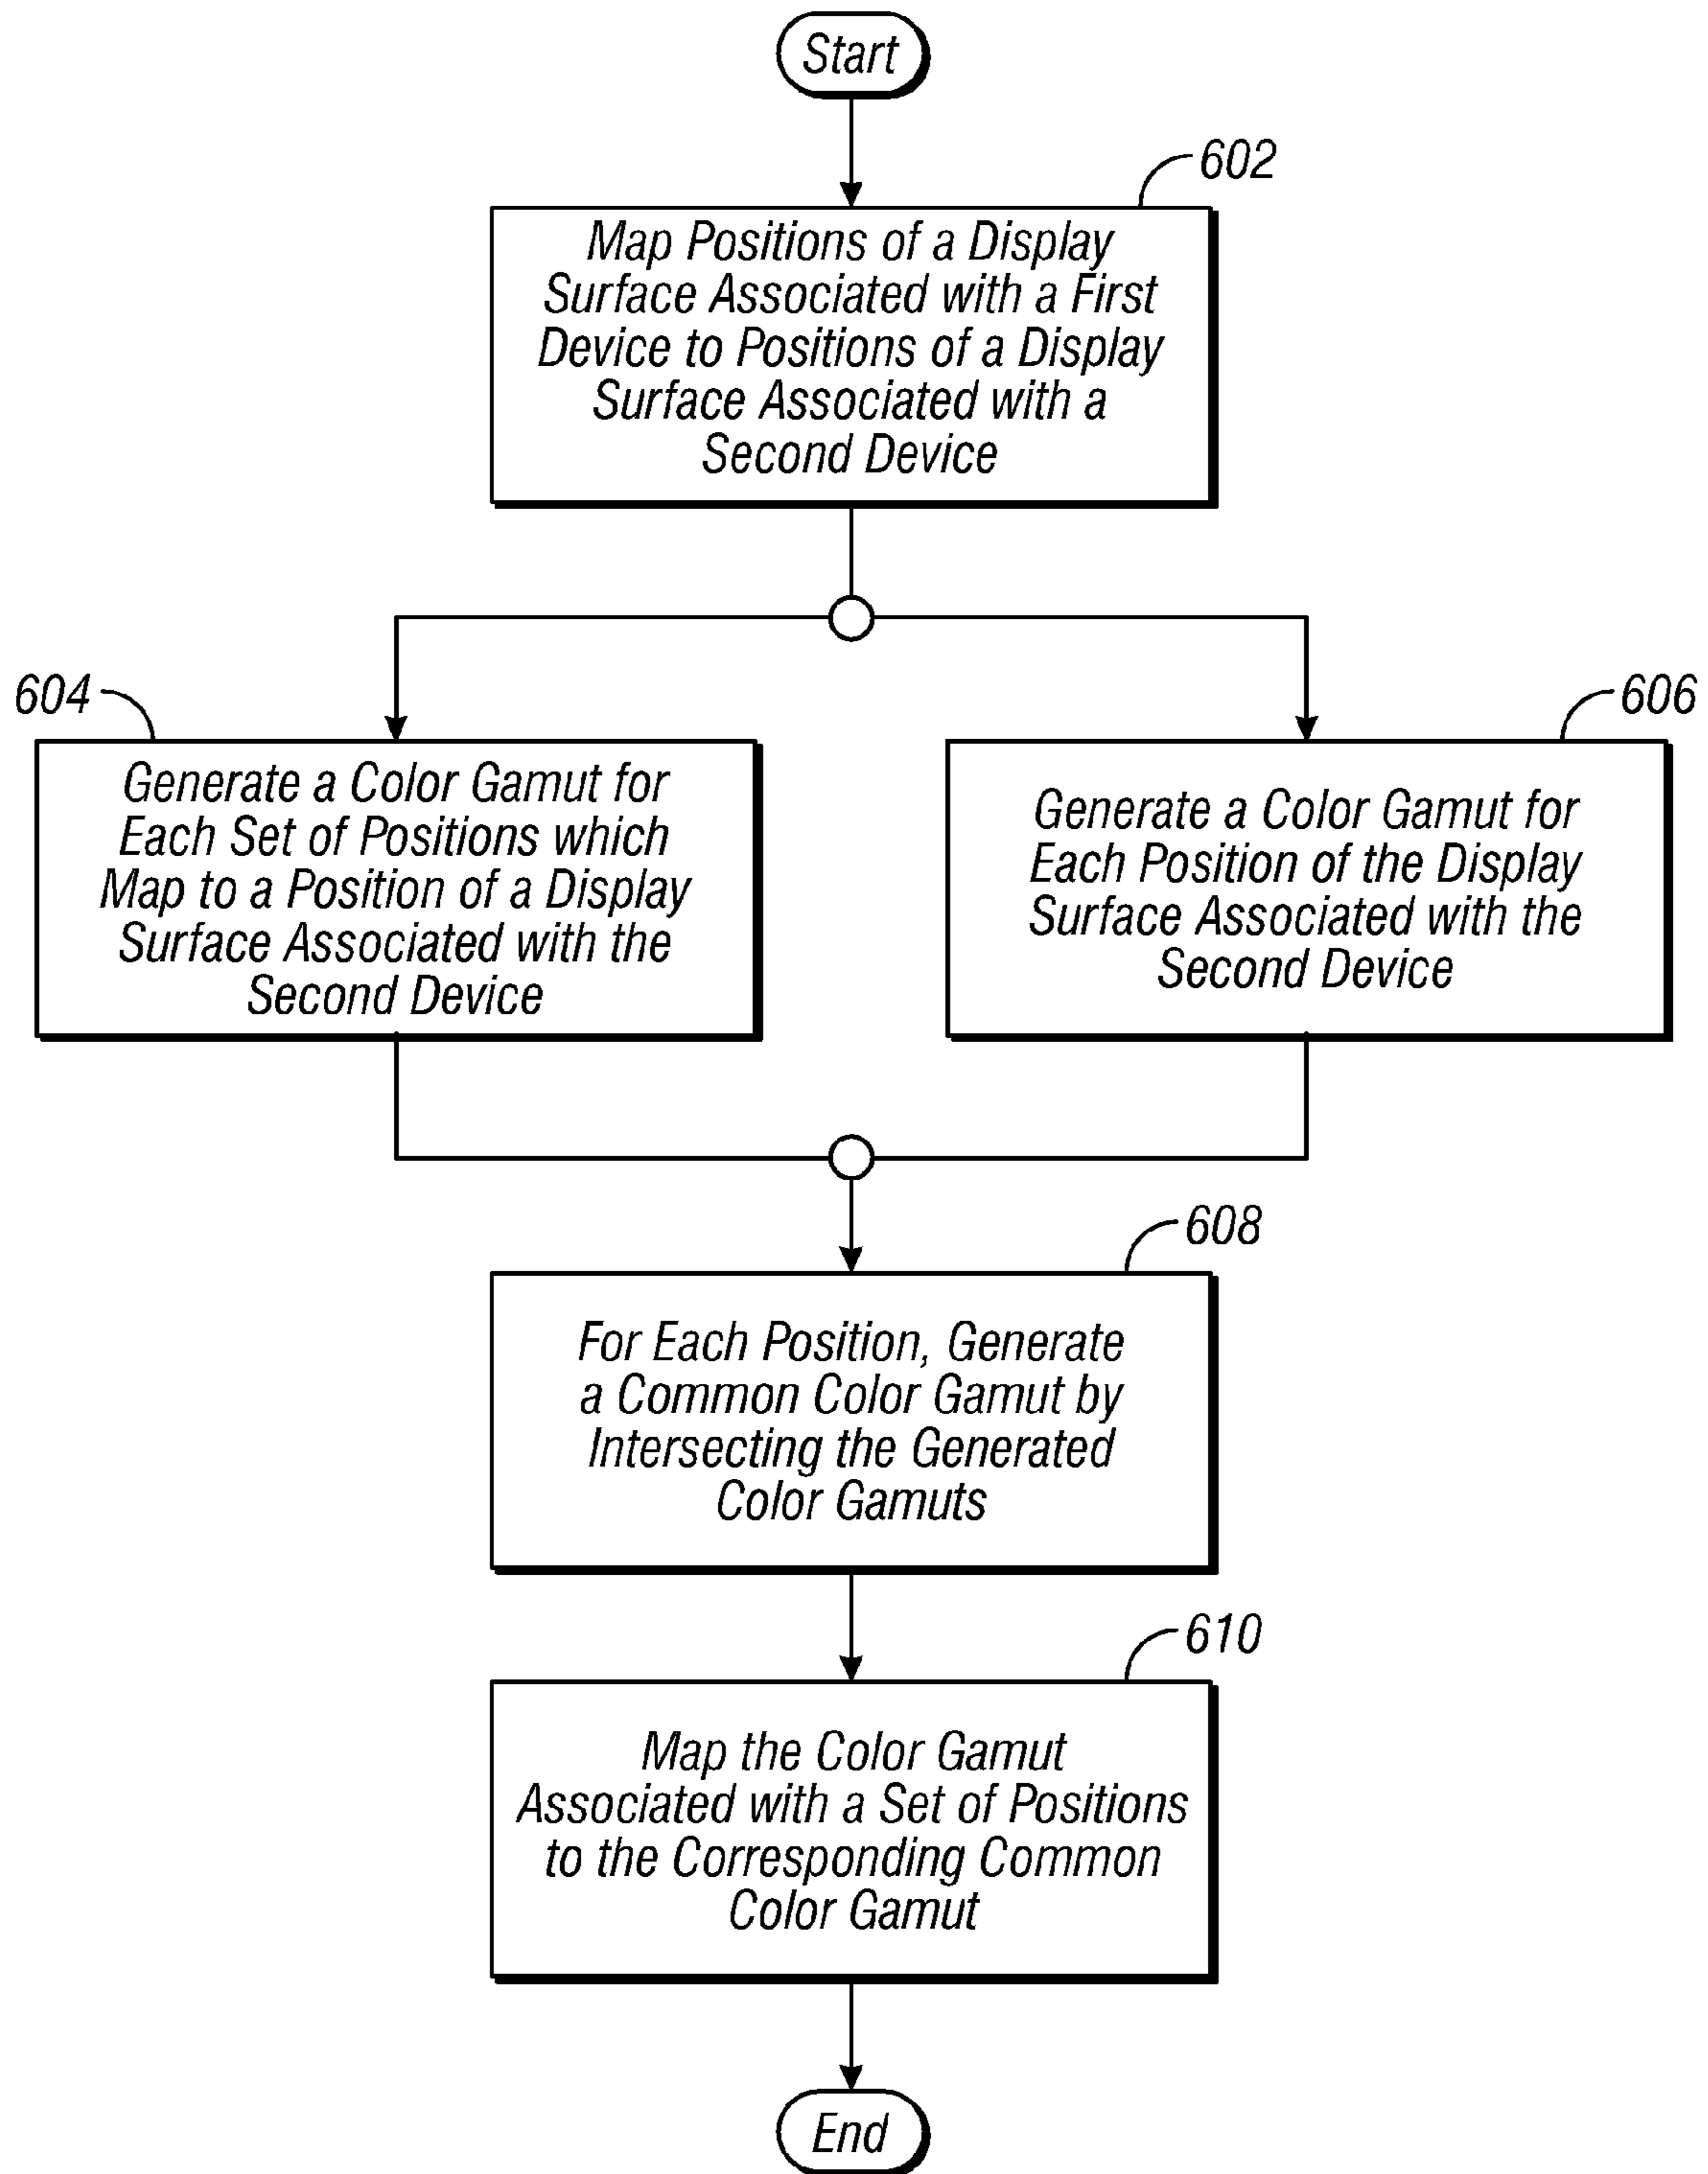 Start
602
Map Positions of a Display
Surface Associated with a First
Device to Positions of a Display
Surface Associated with a
Second Device
604
Generate a Color Gamut for
Each Set of Positions which
Map to a Position of a Display
Surface Associated with the
Second Device
606
Generate a Color Gamut for
Each Position of the Display
Surface Associated with the
Second Device
608
For Each Position, Generate
a Common Color Gamut by
Intersecting the Generated
Color Gamuts
610
Map the Color Gamut
Associated with a Set of Positions
to the Corresponding Common
Color Gamut
End